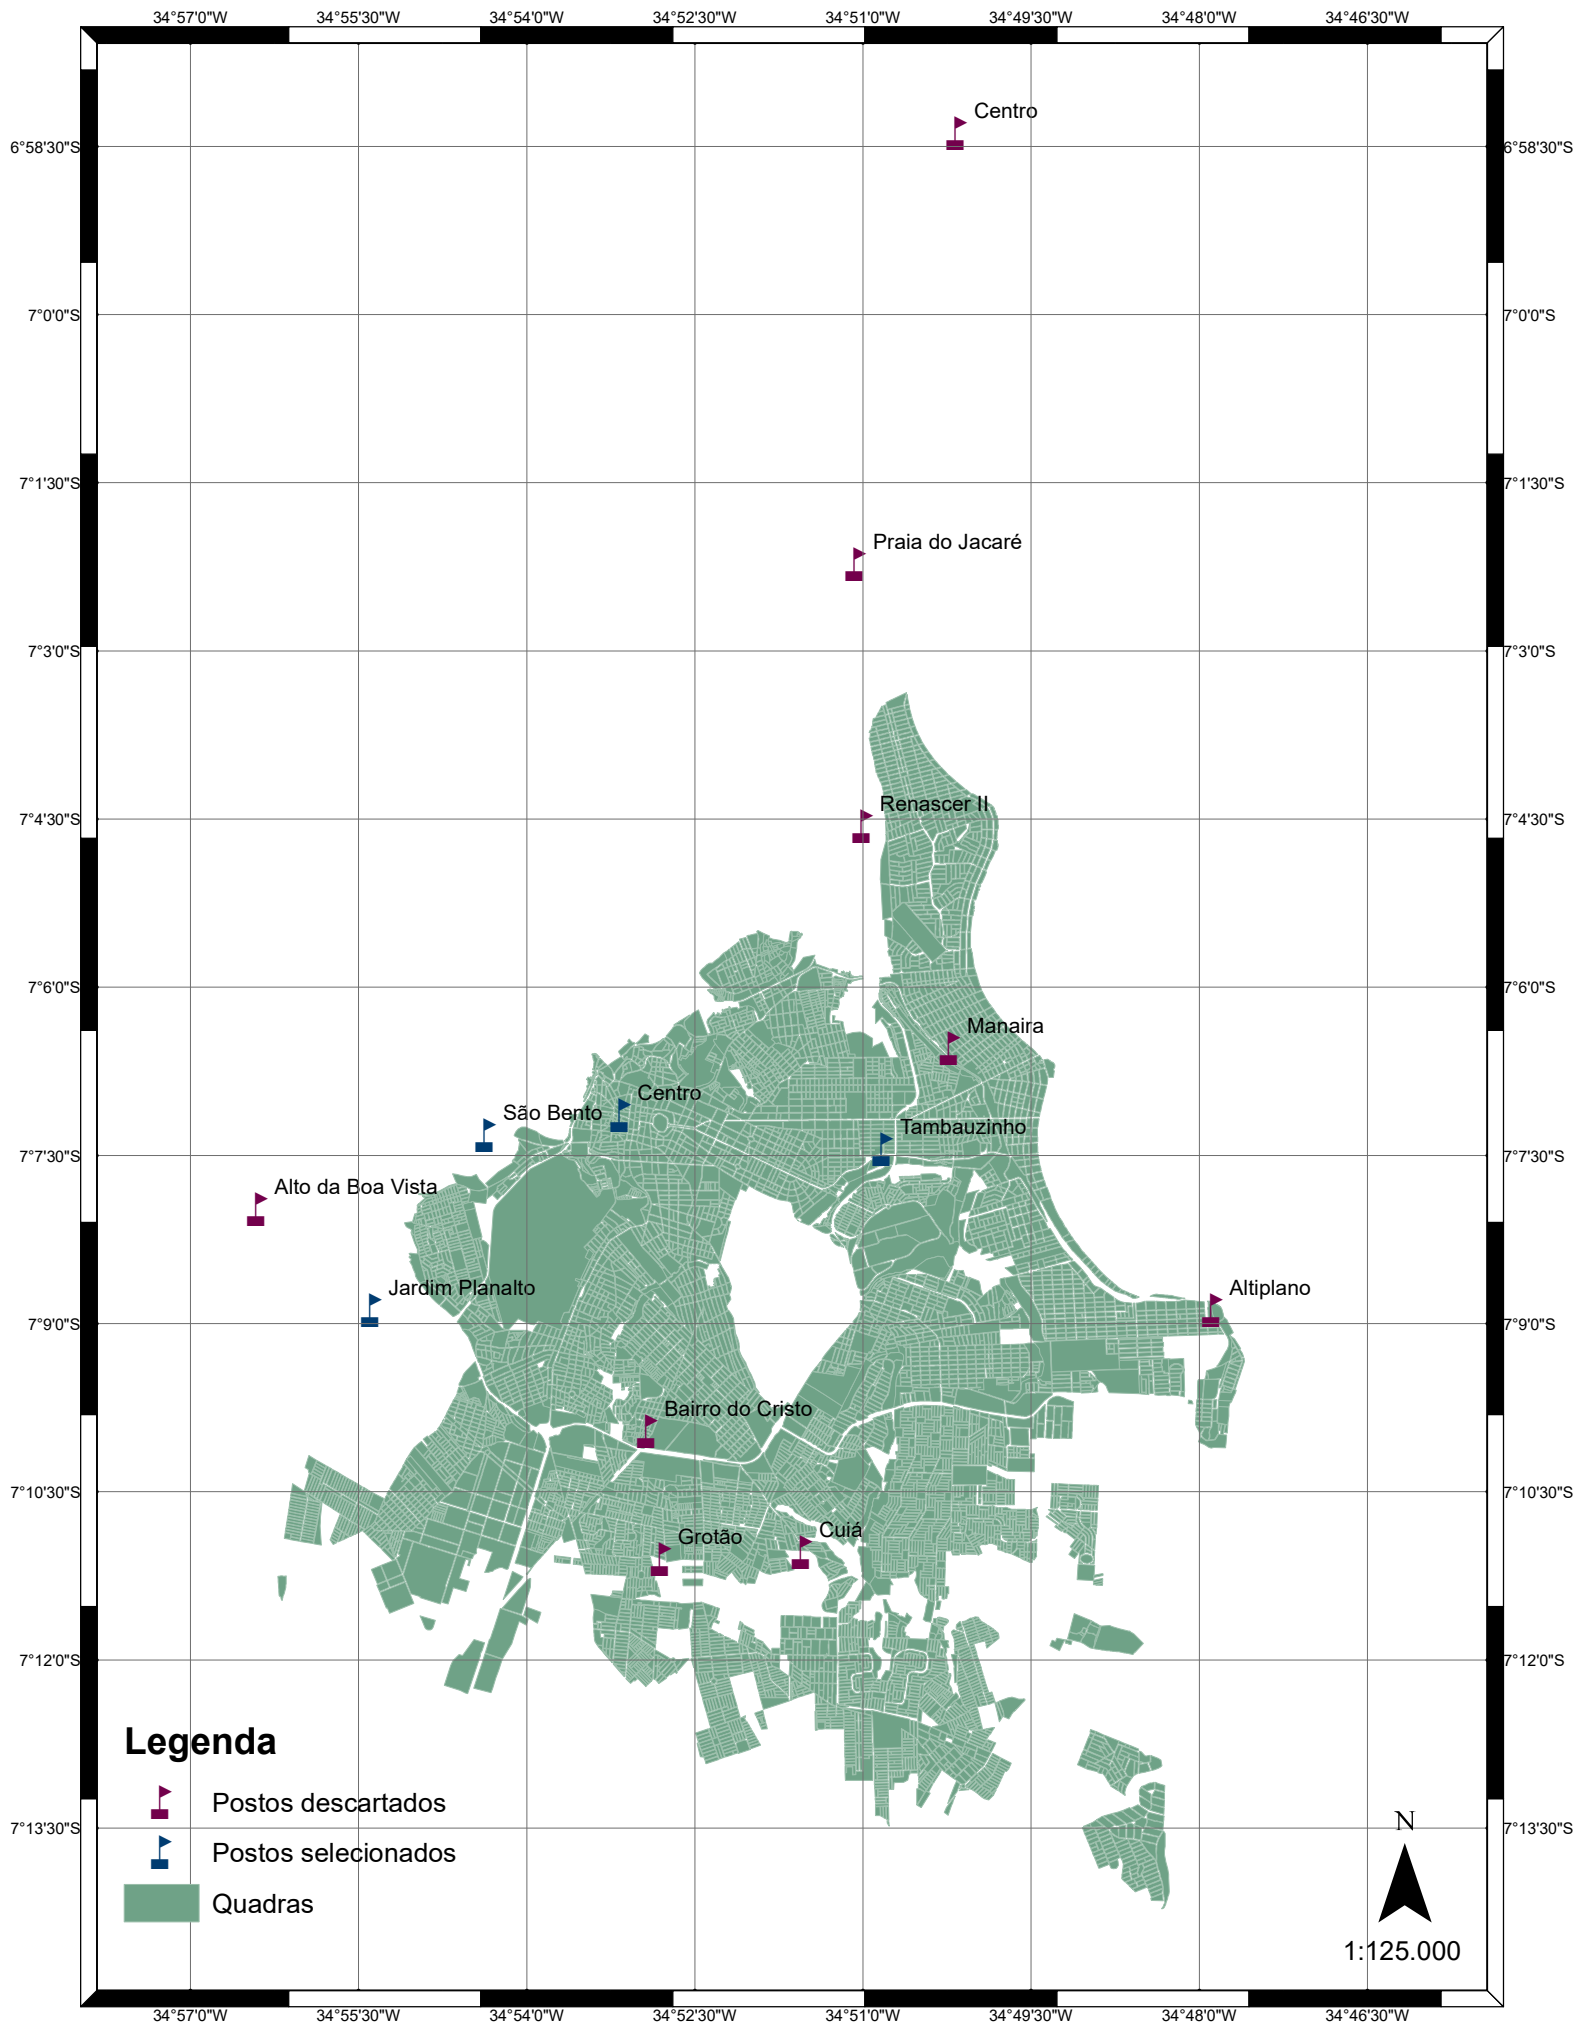 34°57'0"W 34°55'30"W 34°54'0"W 34°52'30"W 34°51'0"W 34°49'30"W 34°48'0"W 34°46'30"W
Centro
6°58'30"S 6°58'30"S
7°0'0"S 7°0'0"S
7°1'30"S 7°1'30"S
Praia do Jacaré
7°3'0"S 7°3'0"S
Renascer II
7°4'30"S 7°4'30"S
7°6'0"S 7°6'0"S
Manaira
Centro
São Bento
Tambauzinho
7°7'30"S 7°7'30"S
Alto da Boa Vista
Jardim Planalto
Altiplano
7°9'0"S 7°9'0"S
Bairro do Cristo
7°10'30"S 7°10'30"S
Cuiá
Grotão
7°12'0"S 7°12'0"S
Legenda
Postos descartados
7°13'30"S 7°13'30"S
N
Postos selecionados
Quadras
1:125.000
34°57'0"W 34°55'30"W 34°54'0"W 34°52'30"W 34°51'0"W 34°49'30"W 34°48'0"W 34°46'30"W